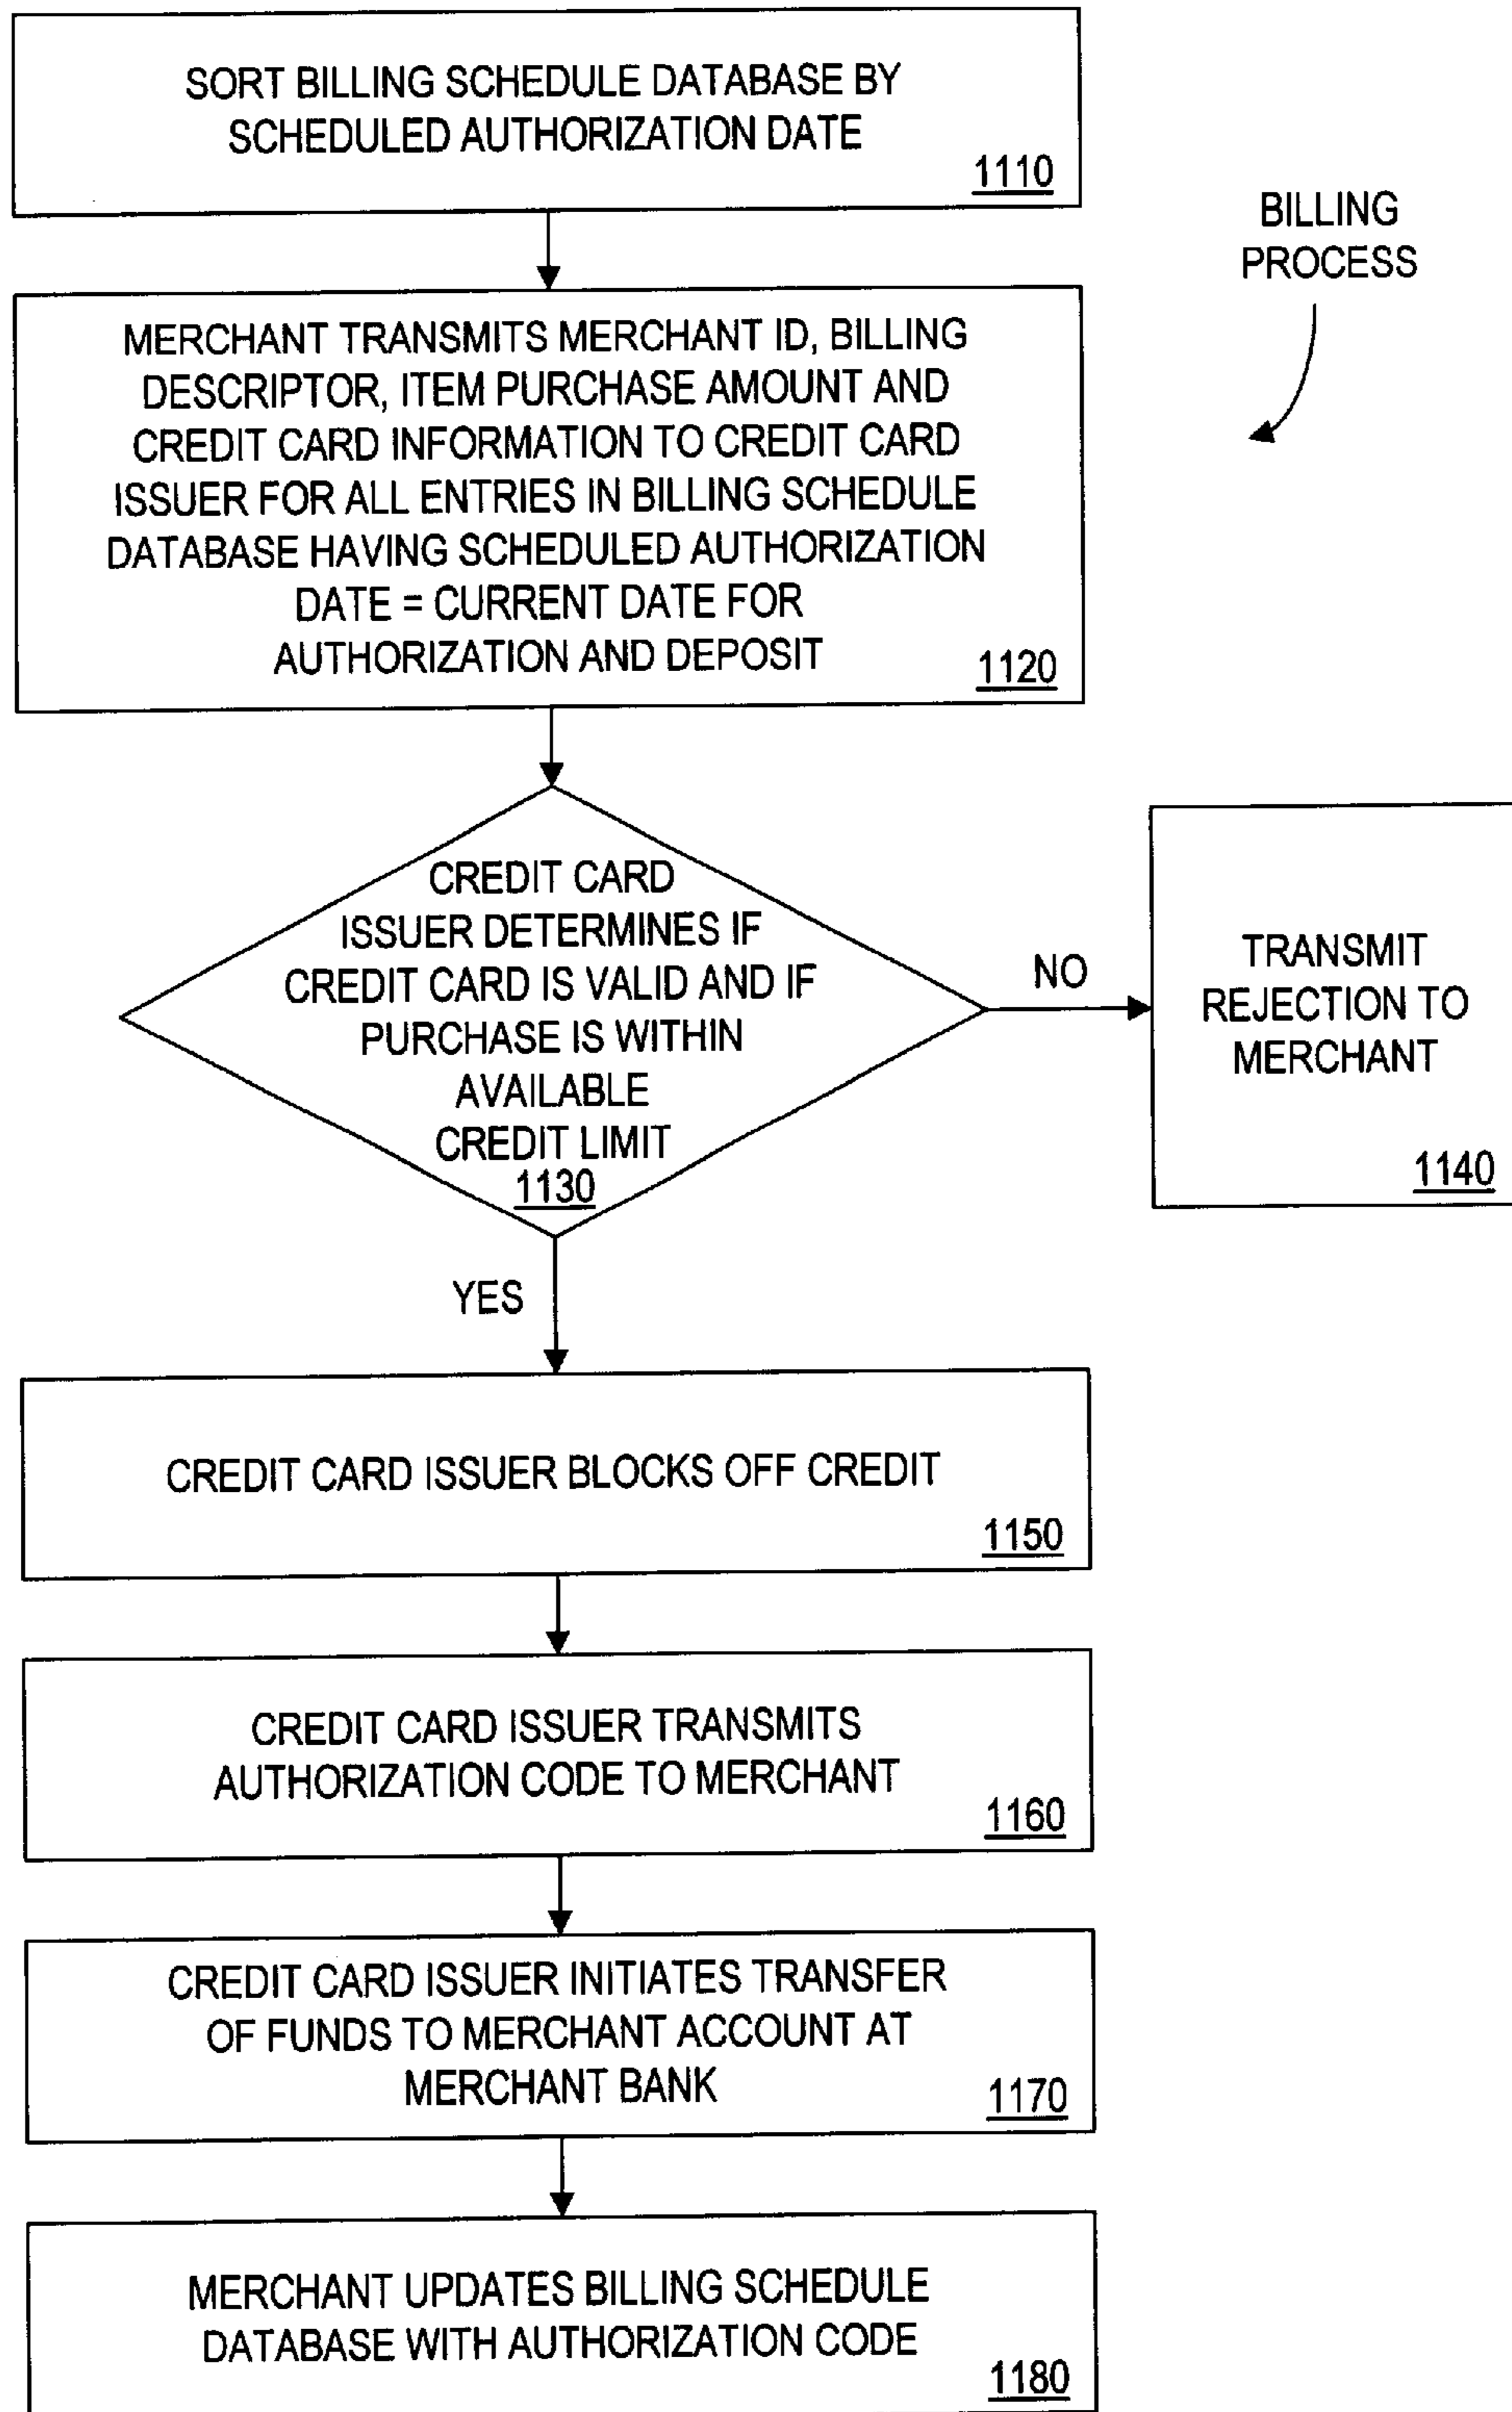 SORT BILLING SCHEDULE DATABASE BY
SCHEDULED AUTHORIZATION DATE
1110
BILLING
PROCESS
MERCHANT TRANSMITS MERCHANT ID, BILLING
DESCRIPTOR, ITEM PURCHASE AMOUNT AND
CREDIT CARD INFORMATION TO CREDIT CARD
ISSUER FOR ALL ENTRIES IN BILLING SCHEDULE
DATABASE HAVING SCHEDULED AUTHORIZATION
DATE = CURRENT DATE FOR
AUTHORIZATION AND DEPOSIT
1120
CREDIT CARD
ISSUER DETERMINES IF
CREDIT CARD IS VALID AND IF
PURCHASE IS WITHIN
AVAILABLE
CREDIT LIMIT
1130
NO
TRANSMIT
REJECTION TO
MERCHANT
1140
YES
CREDIT CARD ISSUER BLOCKS OFF CREDIT
1150
CREDIT CARD ISSUER TRANSMITS
AUTHORIZATION CODE TO MERCHANT
1160
CREDIT CARD ISSUER INITIATES TRANSFER
OF FUNDS TO MERCHANT ACCOUNT AT
MERCHANT BANK
1170
MERCHANT UPDATES BILLING SCHEDULE
DATABASE WITH AUTHORIZATION CODE
1180